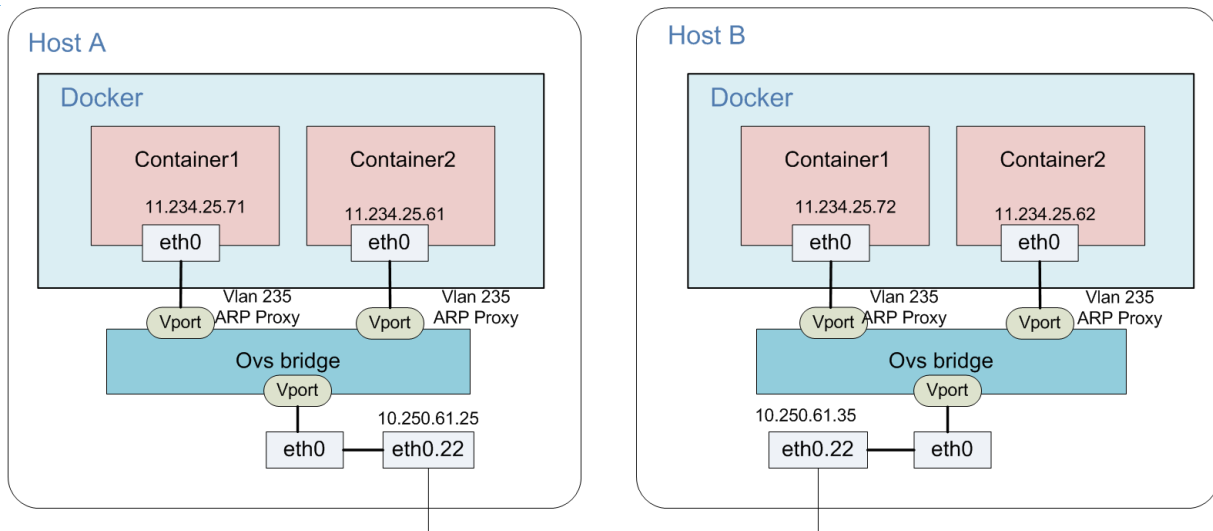 Host A
Docker
Container1
Container2
11.234.25.71
11.234.25.61
eth0
eth0
Vlan 235
ARP Proxy
Vlan 235
ARP Proxy
Vport
Vport
Ovs bridge
Vport
10.250.61.25
eth0
eth0.22
Host B
Docker
Container1
Container2
11.234.25.72
11.234.25.62
eth0
eth0
Vlan 235
ARP Proxy
Vlan 235
ARP Proxy
Vport
Vport
Ovs bridge
Vport
10.250.61.35
eth0.22
eth0